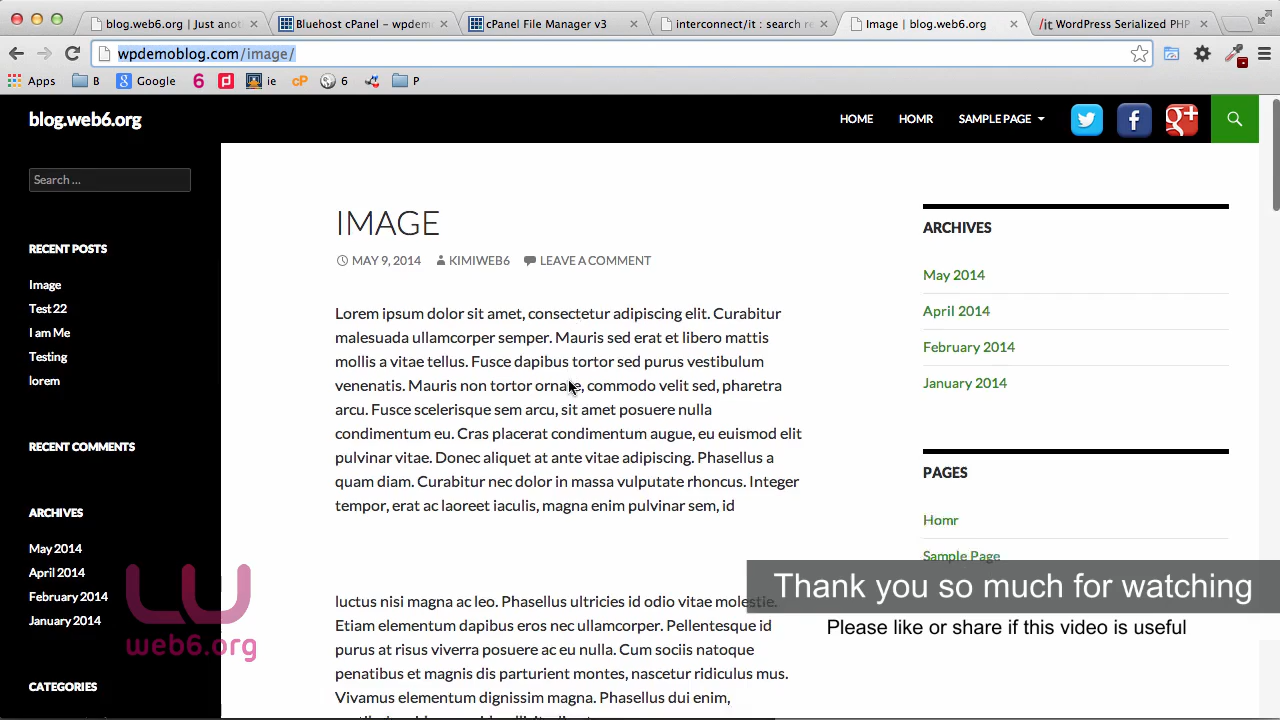 blog.web6.org | Just anot
Bluehost cPanel - wpdem
cPanel File Manager v3
interconnect/it : search re
Image | blog.web6.org
/it WordPress Serialized PHP
wpdemoblog.com/image/
Apps
B
Google
6
ie
cP
6
P
blog.web6.org
HOME
HOMR
SAMPLE PAGE
f
g+
Search ...
RECENT POSTS
Image
Test 22
I am Me
Testing
lorem
RECENT COMMENTS
ARCHIVES
May 2014
April 2014
February 2014
January 2014
CATEGORIES
IMAGE
MAY 9, 2014
KIMIWEB6
LEAVE A COMMENT
Lorem ipsum dolor sit amet, consectetur adipiscing elit. Curabitur
malesuada ullamcorper semper. Mauris sed erat et libero mattis
mollis a vitae tellus. Fusce dapibus tortor sed purus vestibulum
venenatis. Mauris non tortor ornare, commodo velit sed, pharetra
arcu. Fusce scelerisque sem arcu, sit amet posuere nulla
condimentum eu. Cras placerat condimentum augue, eu euismod elit
pulvinar vitae. Donec aliquet at ante vitae adipiscing. Phasellus a
quam diam. Curabitur nec dolor in massa vulputate rhoncus. Integer
tempor, erat ac laoreet iaculis, magna enim pulvinar sem, id
luctus nisi magna ac leo. Phasellus ultricies id odio vitae molestie.
Etiam elementum dapibus eros nec ullamcorper. Pellentesque id
purus at risus viverra posuere ac eu nulla. Cum sociis natoque
penatibus et magnis dis parturient montes, nascetur ridiculus mus.
Vivamus elementum dignissim magna. Phasellus dui enim,
ARCHIVES
May 2014
April 2014
February 2014
January 2014
PAGES
Homr
Sample Page
web6.org
Thank you so much for watching
Please like or share if this video is useful